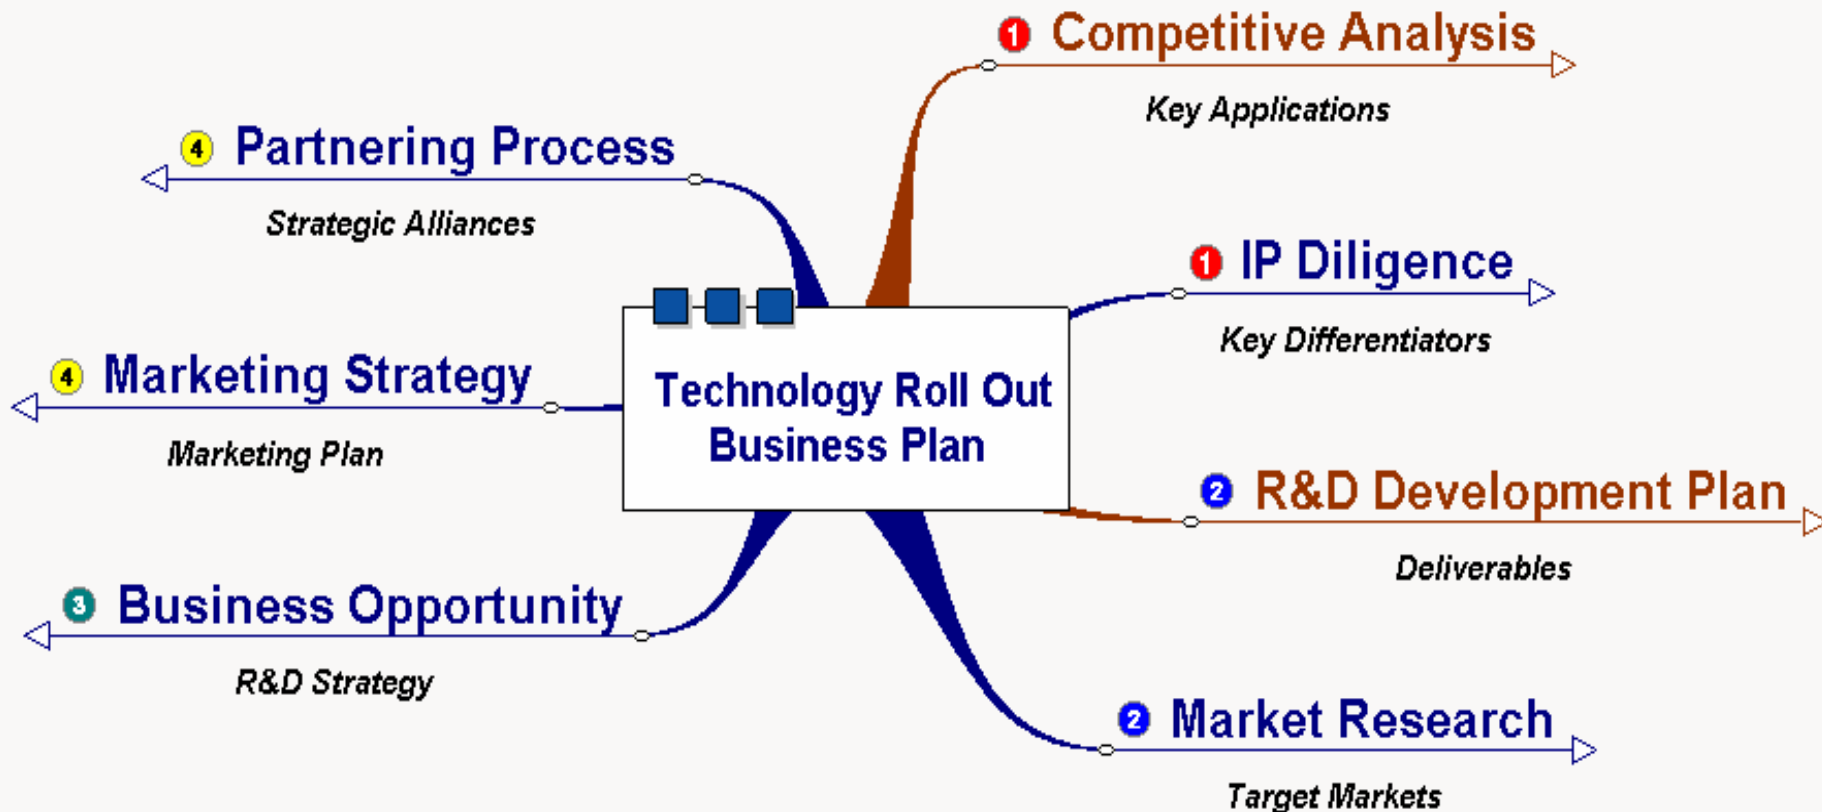 1 Competitive Analysis
Key Applications
4 Partnering Process
Strategic Alliances
1 IP Diligence
Key Differentiators
4 Marketing Strategy
Marketing Plan
Technology Roll Out
Business Plan
2 R&D Development Plan
Deliverables
3 Business Opportunity
R&D Strategy
2 Market Research
Target Markets